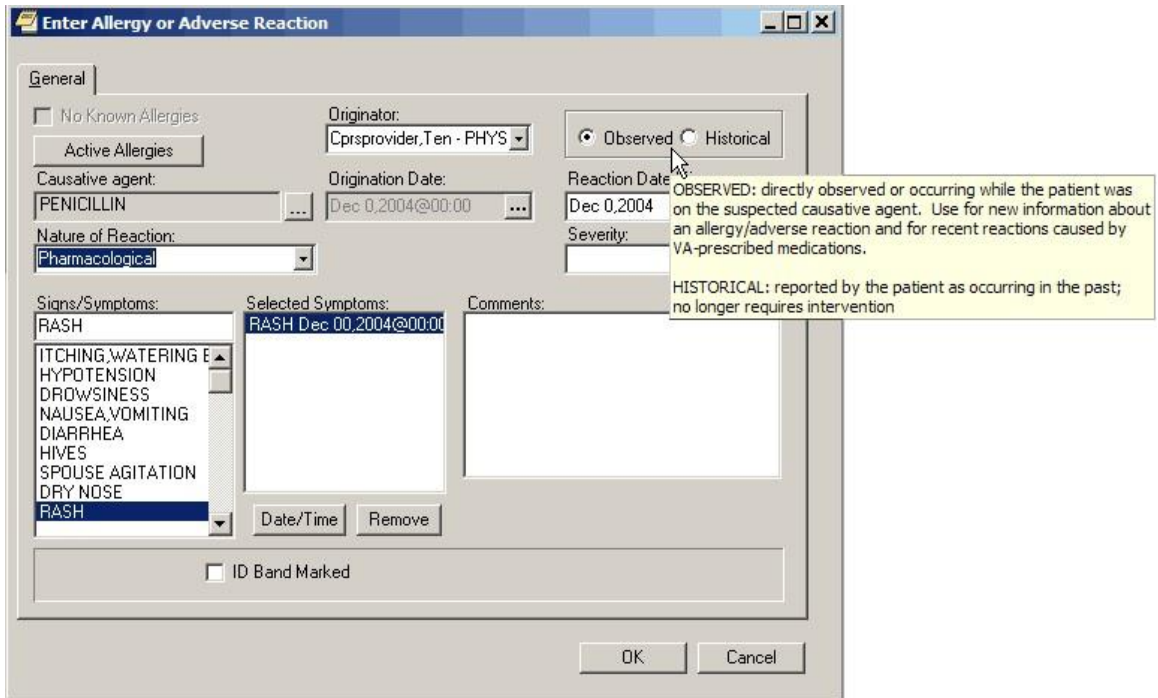 Enter Allergy or Adverse Reaction
General
No Known Allergies
Active Allergies
Originator:
Cprsprovider,Ten - PHYS
Observed
Historical
Causative agent:
PENICILLIN
...
Origination Date:
Dec 0,2004@00:00
...
Reaction Date
Dec 0,2004
OBSERVED: directly observed or occurring while the patient was
on the suspected causative agent. Use for new information about
an allergy/adverse reaction and for recent reactions caused by
VA-prescribed medications.
HISTORICAL: reported by the patient as occurring in the past;
no longer requires intervention
Nature of Reaction:
Pharmacological
Severity:
Signs/Symptoms:
RASH
ITCHING,WATERING E
HYPOTENSION
DROWSINESS
NAUSEA,VOMITING
DIARRHEA
HIVES
SPOUSE AGITATION
DRY NOSE
RASH
Selected Symptoms:
RASH Dec 00,2004@00:00
Date/Time
Remove
Comments:
ID Band Marked
OK
Cancel